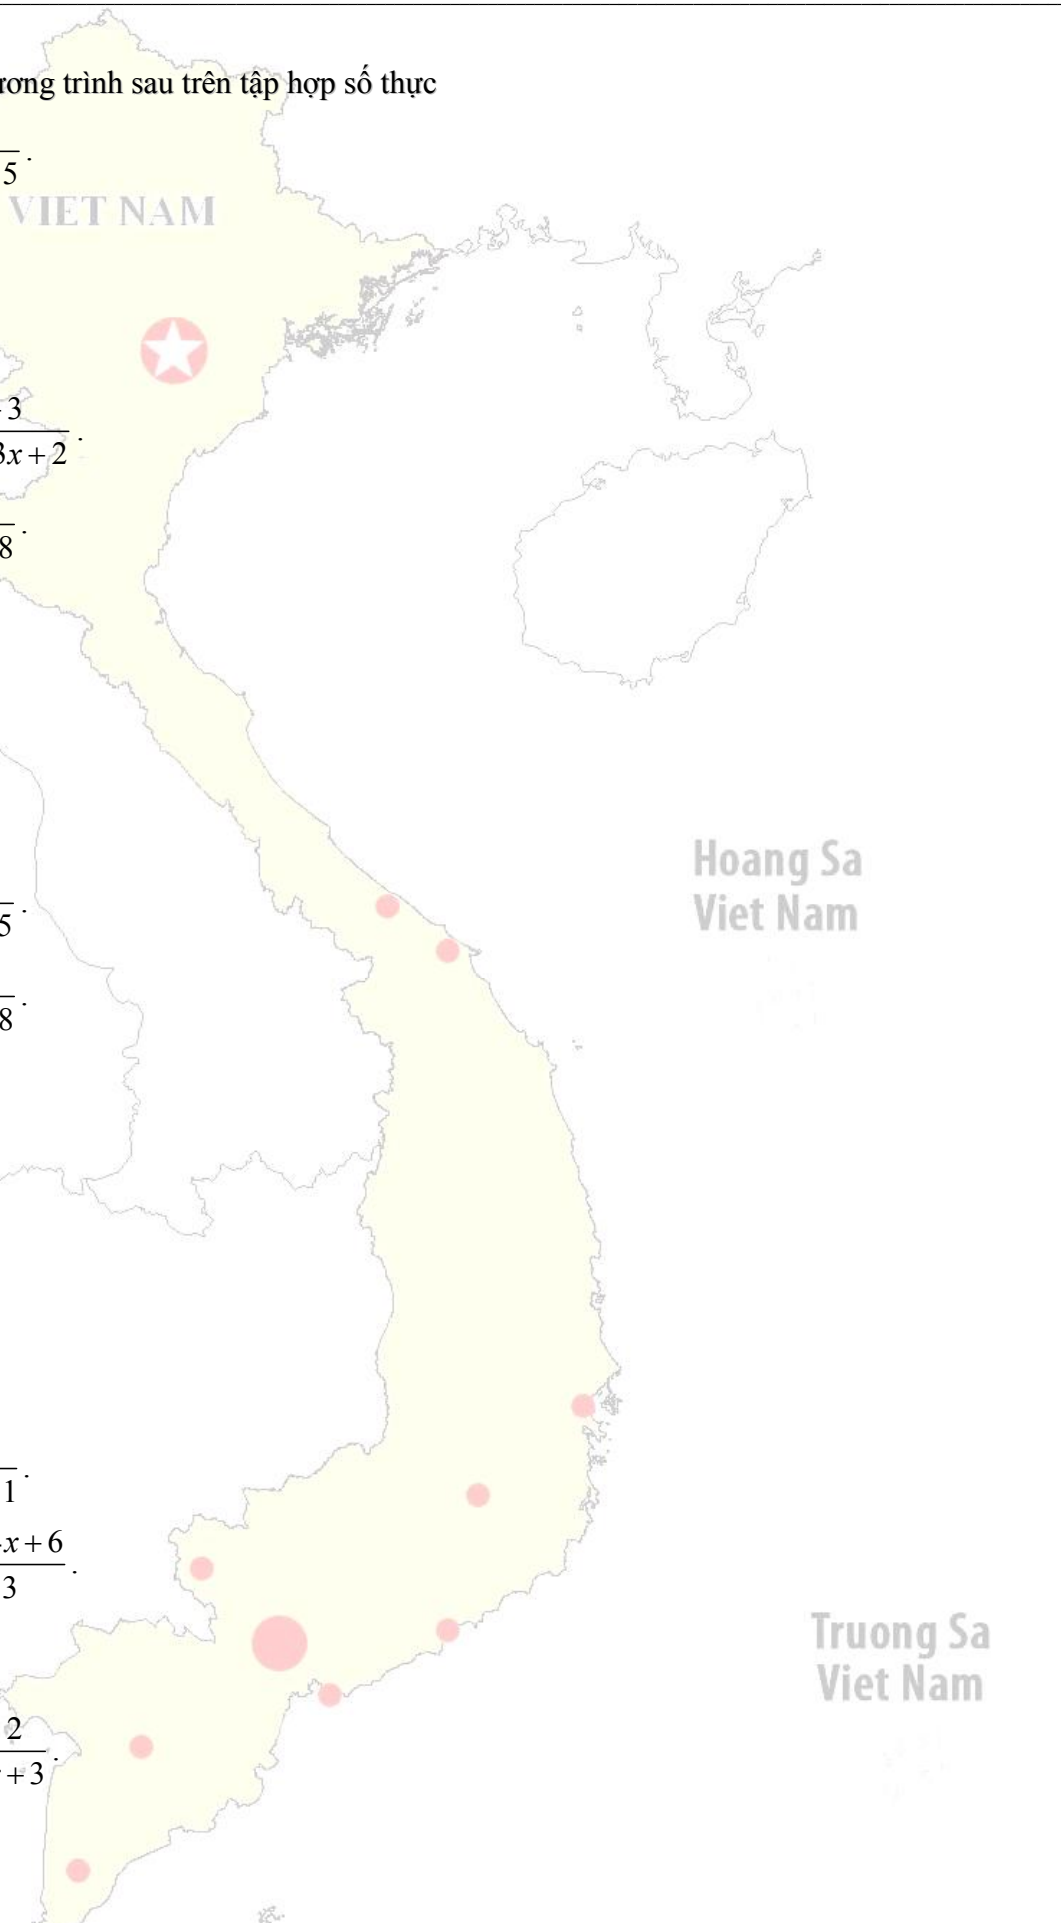 trình sau trên tập hợp số thực
5.
VIET NAM
3
3x + 2.
8.
Hoang Sa
Viet Nam
5.
8.
1.
x + 6
3.
Truong Sa
Viet Nam
2
+ 3.